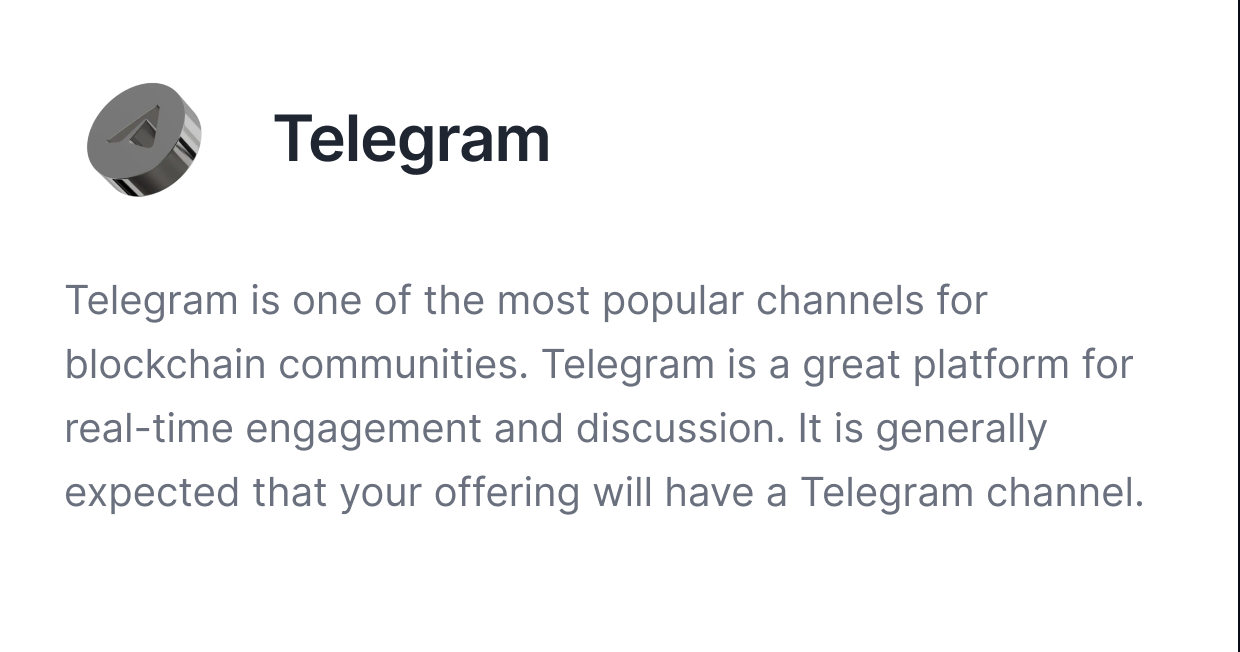 Telegram
Telegram is one of the most popular channels for
blockchain communities. Telegram is a great platform for
real-time engagement and discussion. It is generally
expected that your offering will have a Telegram channel.